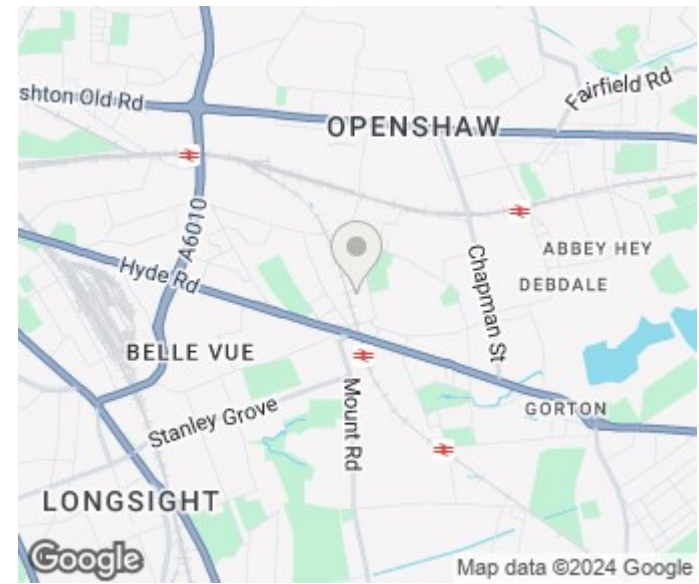 shton Old Rd
Fairfield Rd
OPENSHAW
A6010
Hyde Rd
Chapman St
ABBEY HEY
DEBDALE
BELLE VUE
Stanley Grove
Mount Rd
GORTON
LONGSIGHT
Google
Map data ©2024 Google